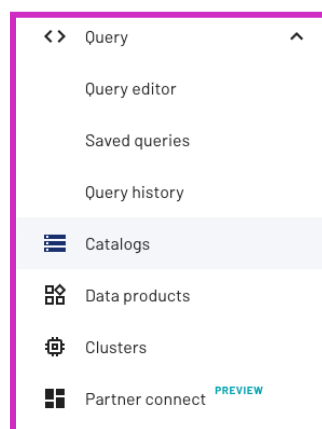 Query
Query editor
Saved queries
Query history
Catalogs
Data products
Clusters
Partner connect PREVIEW